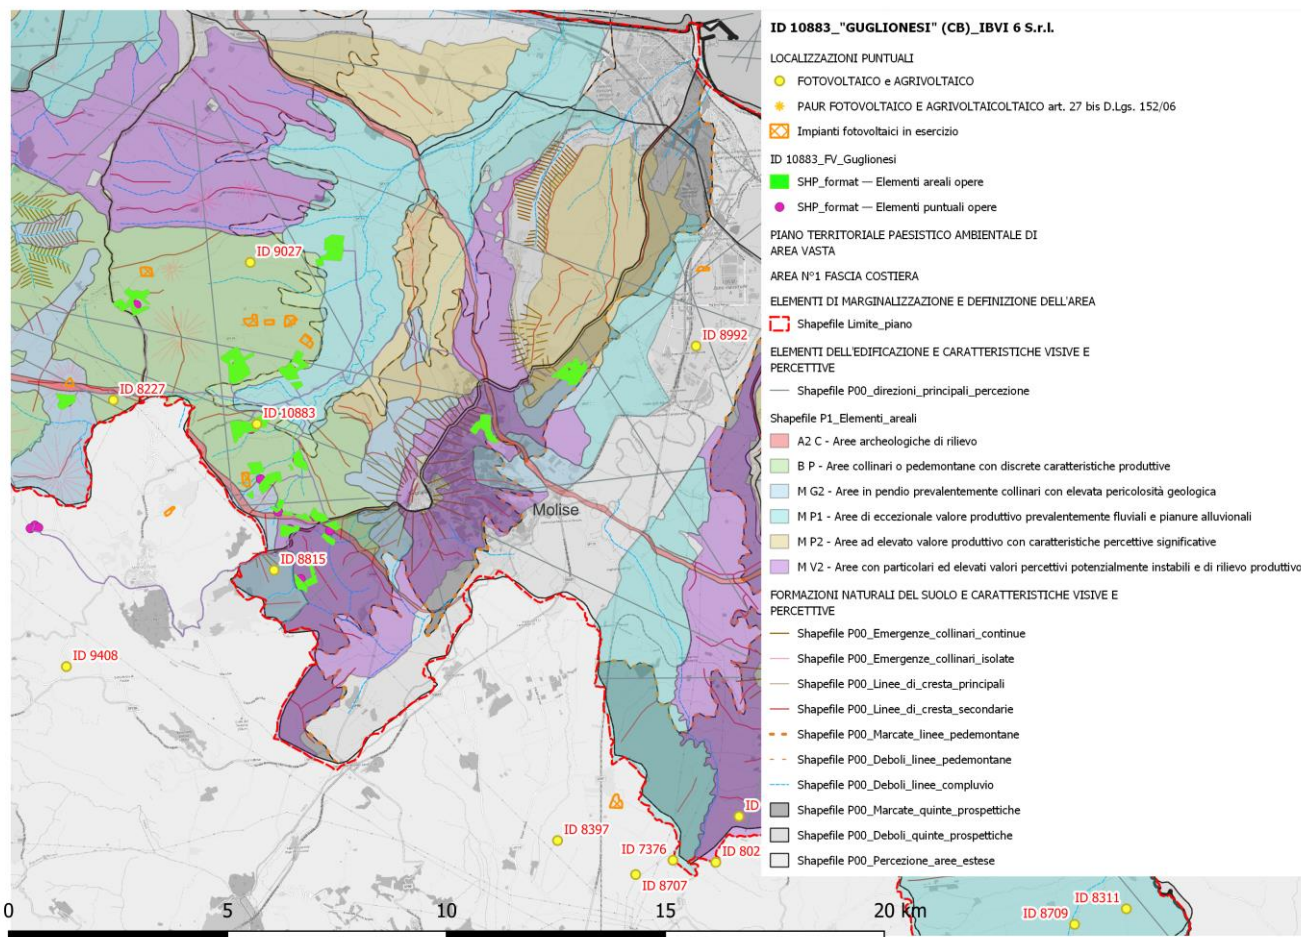 ID 10883_"GUGLIONESI" (CB)_IBVI 6 S.r.l.
LOCALIZZAZIONI PUNTUALI
FOTOVOLTAICO e AGRIVOLTAICO
PAUR FOTOVOLTAICO E AGRIVOLTAICOLTAICO art. 27 bis D.Lgs. 152/06
Impianti fotovoltaici in esercizio
ID 10883_FV_Guglionesi
SHP_format — Elementi areali opere
SHP_format — Elementi puntuali opere
PIANO TERRITORIALE PAESISTICO AMBIENTALE DI
AREA VASTA
AREA N°1 FASCIA COSTIERA
ELEMENTI DI MARGINALIZZAZIONE E DEFINIZIONE DELL'AREA
Shapefile Limite_piano
ELEMENTI DELL'EDIFICAZIONE E CARATTERISTICHE VISIVE E
PERCETTIVE
Shapefile P00_direzioni_principali_percezione
Shapefile P1_Elementi_areali
A2 C - Aree archeologiche di rilievo
B P - Aree collinari o pedemontane con discrete caratteristiche produttive
M G2 - Aree in pendio prevalentemente collinari con elevata pericolosità geologica
M P1 - Aree di eccezionale valore produttivo prevalentemente fluviali e pianure alluvionali
M P2 - Aree ad elevato valore produttivo con caratteristiche percettive significative
M V2 - Aree con particolari ed elevati valori percettivi potenzialmente instabili e di rilievo produttivo
FORMAZIONI NATURALI DEL SUOLO E CARATTERISTICHE VISIVE E
PERCETTIVE
Shapefile P00_Emergenze_collinari_continue
Shapefile P00_Emergenze_collinari_isolate
Shapefile P00_Linee_di_cresta_principali
Shapefile P00_Linee_di_cresta_secondarie
Shapefile P00_Marcate_linee_pedemontane
Shapefile P00_Deboli_linee_pedemontane
Shapefile P00_Deboli_linee_compluvio
Shapefile P00_Marcate_quinte_prospettiche
Shapefile P00_Deboli_quinte_prospettiche
Shapefile P00_Percezione_aree_estese
ID 9027
ID 8992
ID 8227
ID 10883
Molise
ID 8815
ID 9408
ID
ID 8397
ID 7376
ID 802
ID 8707
ID 8311
ID 8709
0 5 10 15 20 km